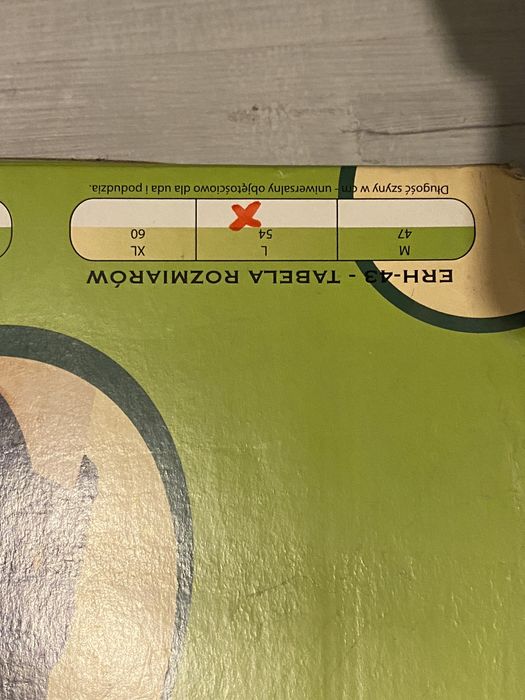 ERH-43 - TABELA ROZMIARÓW
M L XL
47 54 60
X
Długość szyny w cm - uniwersalny objętościowo dla uda i podudzia.